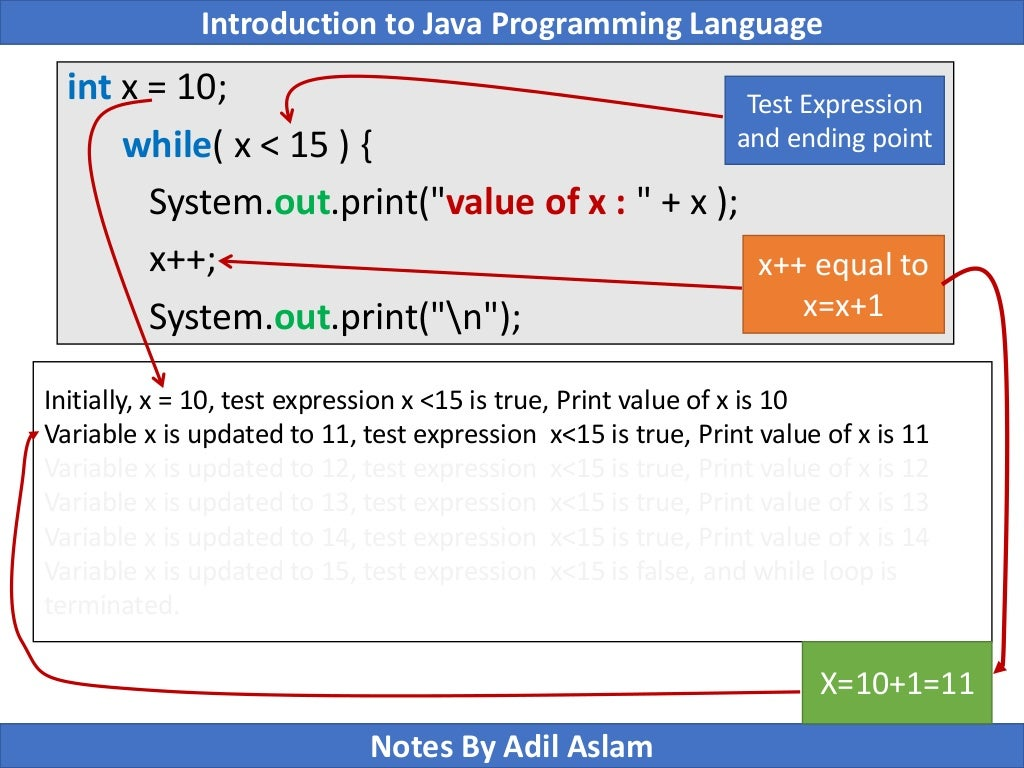 Introduction to Java Programming Language
int x = 10;
while( x < 15 ) {
System.out.print("value of x : " + x );
x++;
System.out.print("\n");
Test Expression
and ending point
x++ equal to
x=x+1
Initially, x = 10, test expression x <15 is true, Print value of x is 10
Variable x is updated to 11, test expression  x<15 is true, Print value of x is 11
Variable x is updated to 12, test expression  x<15 is true, Print value of x is 12
Variable x is updated to 13, test expression  x<15 is true, Print value of x is 13
Variable x is updated to 14, test expression  x<15 is true, Print value of x is 14
Variable x is updated to 15, test expression  x<15 is false, and while loop is
terminated.
X=10+1=11
Notes By Adil Aslam